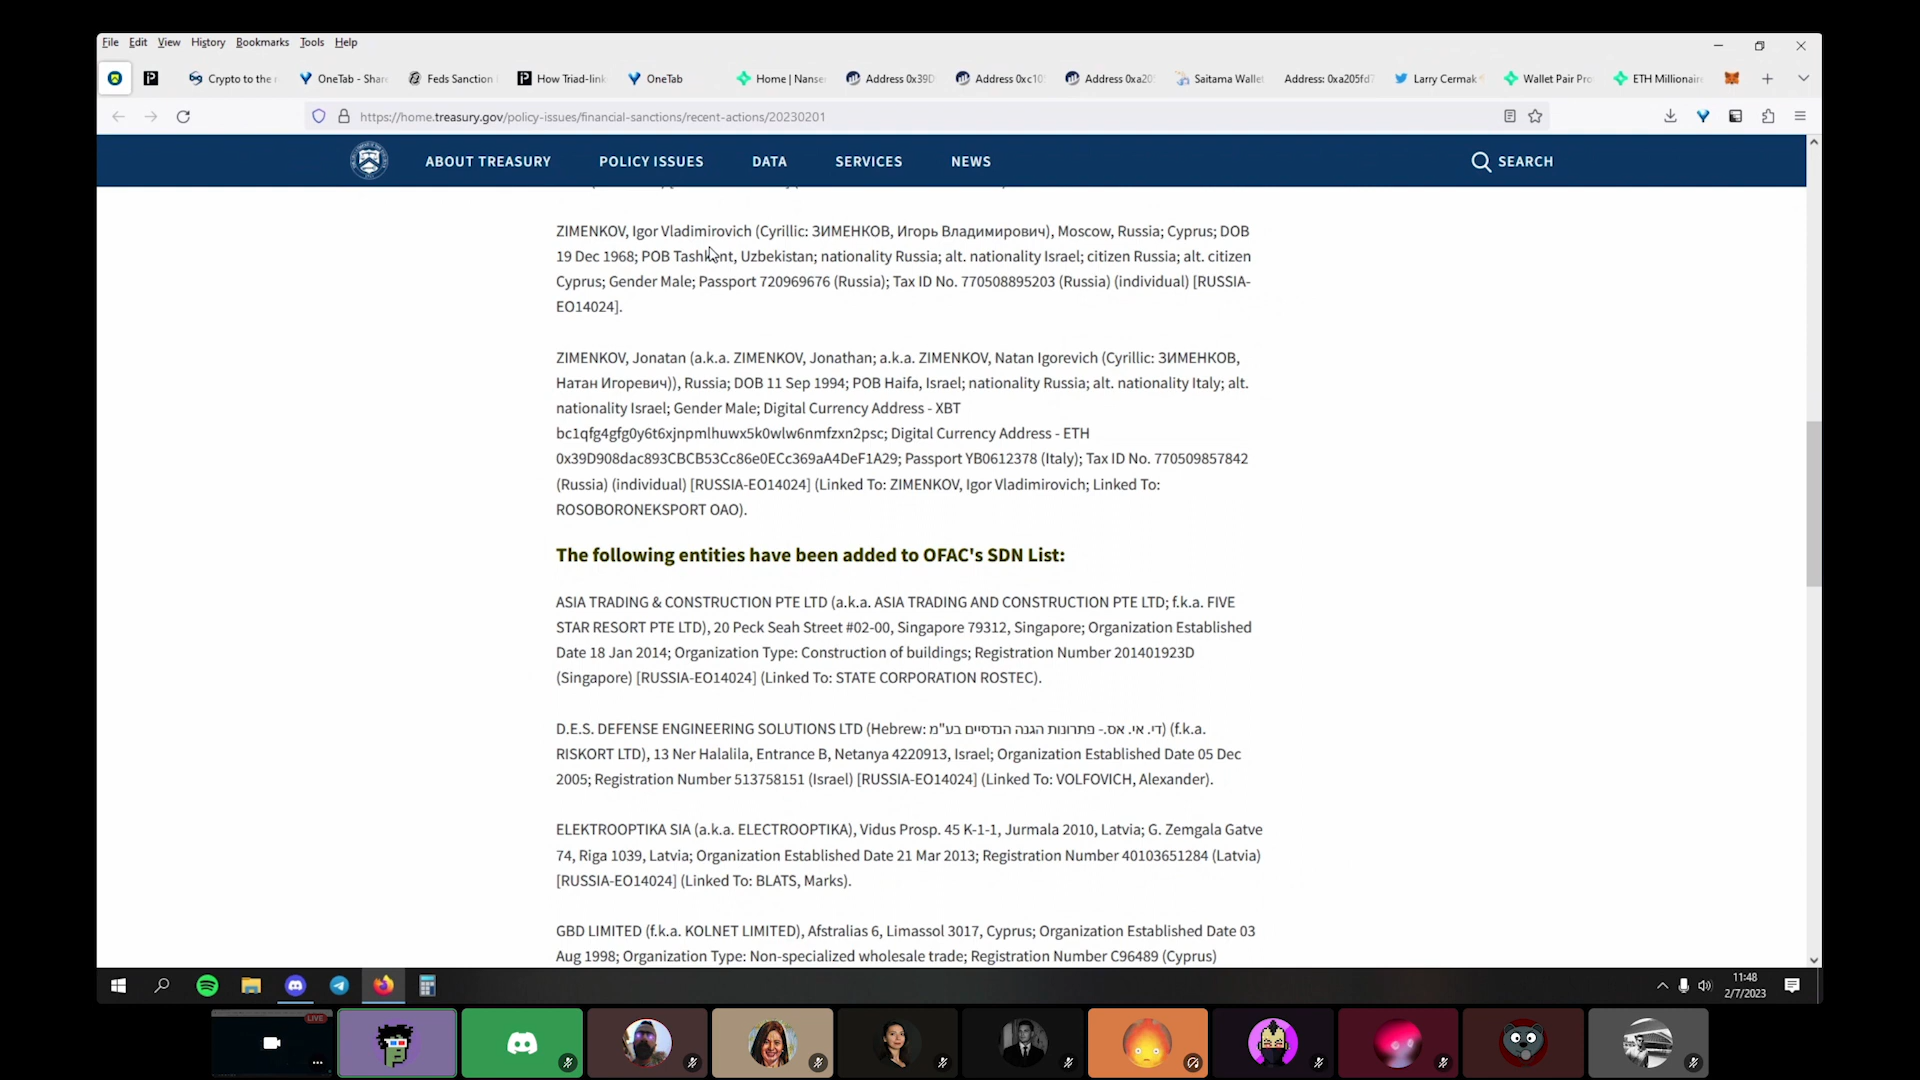 File Edit View History Bookmarks Tools Help
Crypto to the OneTab - Share Feds Sanction How Triad-link OneTab Home | Nansen Address 0x39D Address 0xc10 Address 0xa20 Saitama Wallet Address: 0xa205fd Larry Cermak Wallet Pair Pro ETH Millionair
https://home.treasury.gov/policy-issues/financial-sanctions/recent-actions/20230201
ABOUT TREASURY POLICY ISSUES DATA SERVICES NEWS SEARCH
ZIMENKOV, Igor Vladimirovich (Cyrillic: ЗИМЕНКОВ, Игорь Владимирович), Moscow, Russia; Cyprus; DOB
19 Dec 1968; POB Tashkent, Uzbekistan; nationality Russia; alt. nationality Israel; citizen Russia; alt. citizen
Cyprus; Gender Male; Passport 720969676 (Russia); Tax ID No. 770508895203 (Russia) (individual) [RUSSIA-
EO14024].
ZIMENKOV, Jonatan (a.k.a. ZIMENKOV, Jonathan; a.k.a. ZIMENKOV, Natan Igorevich (Cyrillic: ЗИМЕНКОВ,
Натан Игоревич)), Russia; DOB 11 Sep 1994; POB Haifa, Israel; nationality Russia; alt. nationality Italy; alt.
nationality Israel; Gender Male; Digital Currency Address - XBT
bc1qfg4gfg0y6t6xjnpmlhuwx5k0wlw6nmfzxn2psc; Digital Currency Address - ETH
0x39D908dac893CBCB53Cc86e0ECc369aA4DeF1A29; Passport YB0612378 (Italy); Tax ID No. 770509857842
(Russia) (individual) [RUSSIA-EO14024] (Linked To: ZIMENKOV, Igor Vladimirovich; Linked To:
ROSOBORONEKSPORT OAO).
The following entities have been added to OFAC's SDN List:
ASIA TRADING & CONSTRUCTION PTE LTD (a.k.a. ASIA TRADING AND CONSTRUCTION PTE LTD; f.k.a. FIVE
STAR RESORT PTE LTD), 20 Peck Seah Street #02-00, Singapore 79312, Singapore; Organization Established
Date 18 Jan 2014; Organization Type: Construction of buildings; Registration Number 201401923D
(Singapore) [RUSSIA-EO14024] (Linked To: STATE CORPORATION ROSTEC).
D.E.S. DEFENSE ENGINEERING SOLUTIONS LTD (Hebrew: די. אי. אס.- פתרונות הגנה הנדסיים בע"מ) (f.k.a.
RISKORT LTD), 13 Ner Halalila, Entrance B, Netanya 4220913, Israel; Organization Established Date 05 Dec
2005; Registration Number 513758151 (Israel) [RUSSIA-EO14024] (Linked To: VOLFOVICH, Alexander).
ELEKTROOPTIKA SIA (a.k.a. ELECTROOPTIKA), Vidus Prosp. 45 K-1-1, Jurmala 2010, Latvia; G. Zemgala Gatve
74, Riga 1039, Latvia; Organization Established Date 21 Mar 2013; Registration Number 40103651284 (Latvia)
[RUSSIA-EO14024] (Linked To: BLATS, Marks).
GBD LIMITED (f.k.a. KOLNET LIMITED), Afstralias 6, Limassol 3017, Cyprus; Organization Established Date 03
Aug 1998; Organization Type: Non-specialized wholesale trade; Registration Number C96489 (Cyprus)
11:48
2/7/2023
LIVE